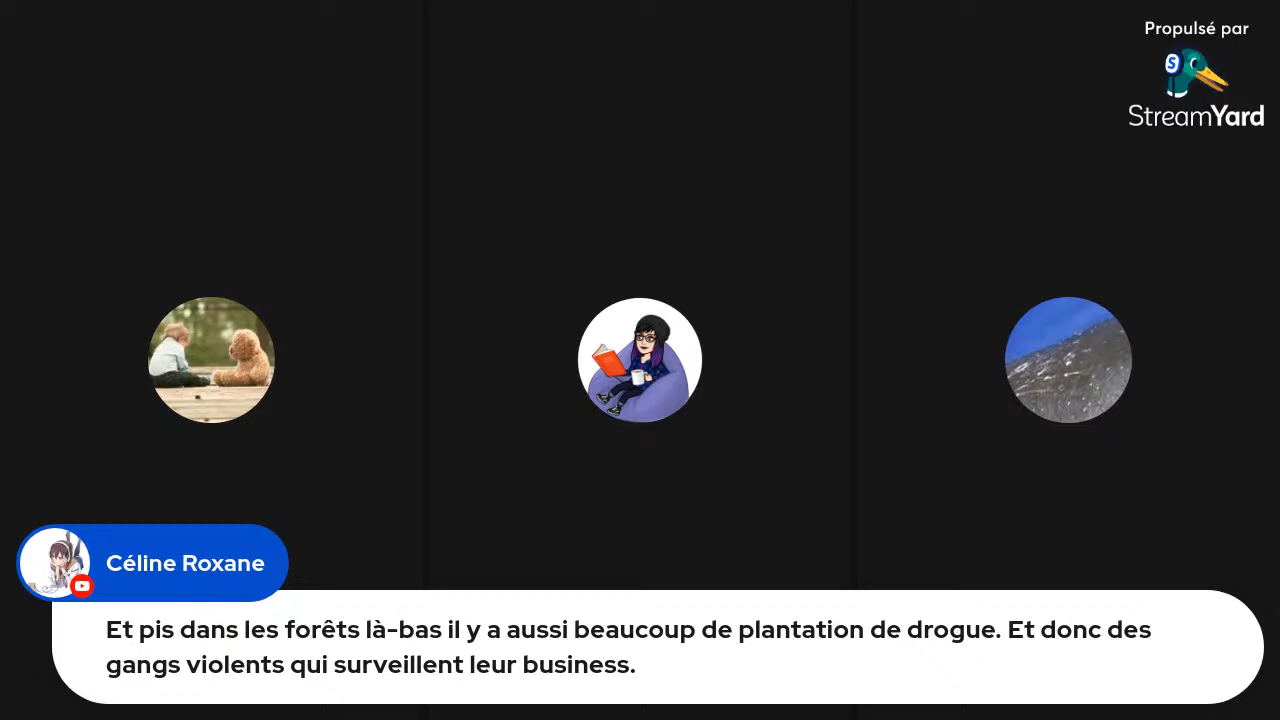 Propulsé par
StreamYard
Céline Roxane
Et pis dans les forêts là-bas il y a aussi beaucoup de plantation de drogue. Et donc des
gangs violents qui surveillent leur business.